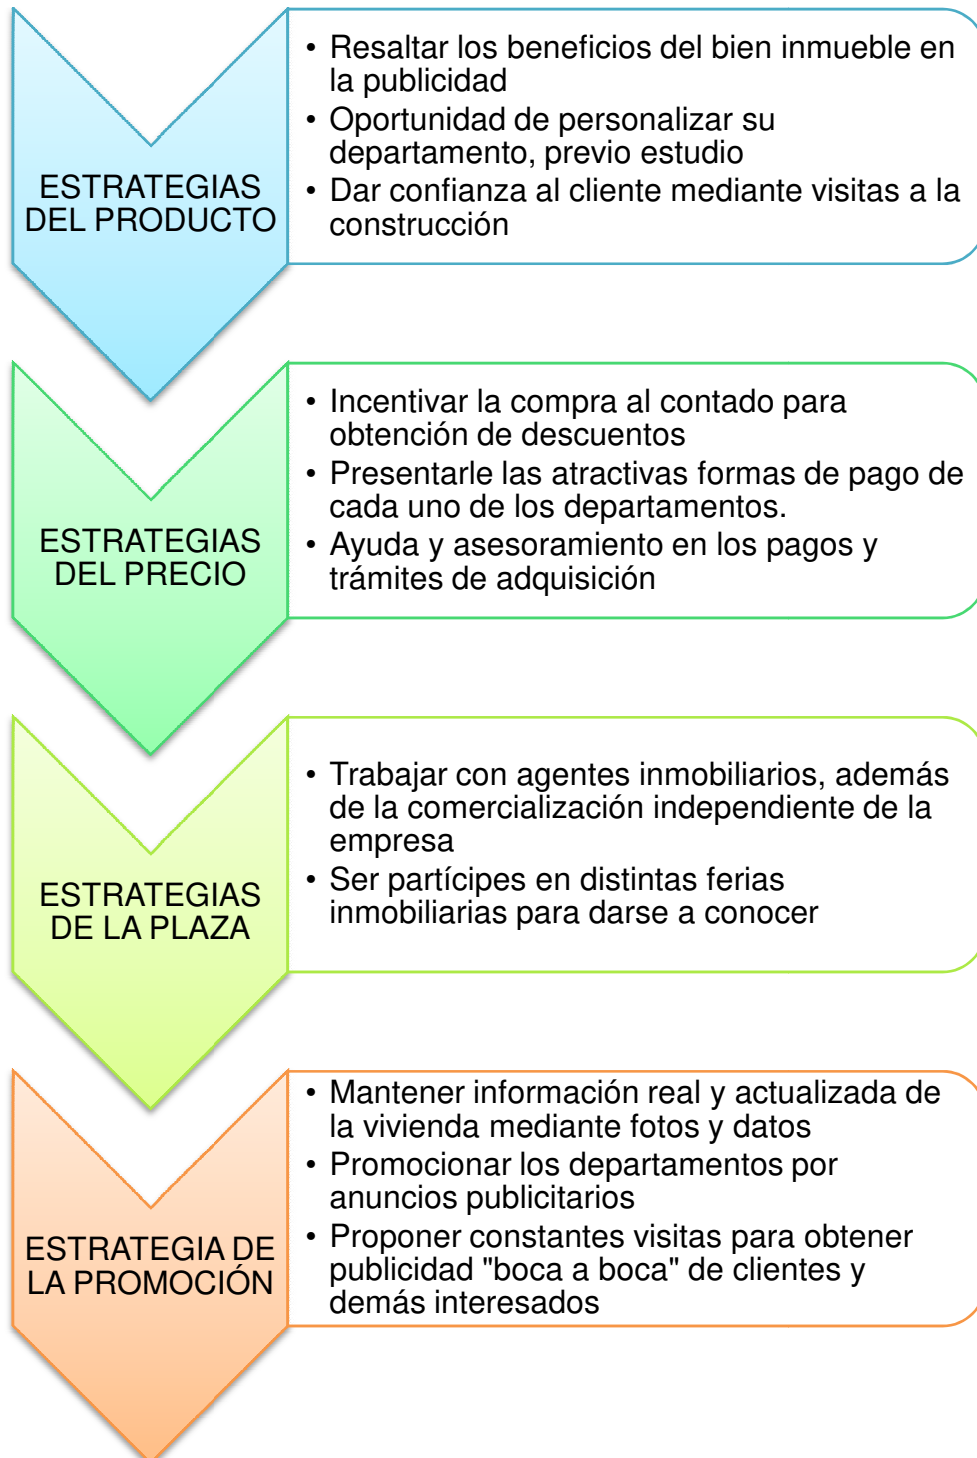 ESTRATEGIAS
DEL PRODUCTO
• Resaltar los beneficios del bien inmueble en
la publicidad
• Oportunidad de personalizar su
departamento, previo estudio
• Dar confianza al cliente mediante visitas a la
construcción
ESTRATEGIAS
DEL PRECIO
• Incentivar la compra al contado para
obtención de descuentos
• Presentarle las atractivas formas de pago de
cada uno de los departamentos.
• Ayuda y asesoramiento en los pagos y
trámites de adquisición
ESTRATEGIAS
DE LA PLAZA
• Trabajar con agentes inmobiliarios, además
de la comercialización independiente de la
empresa
• Ser partícipes en distintas ferias
inmobiliarias para darse a conocer
ESTRATEGIA DE
LA PROMOCIÓN
• Mantener información real y actualizada de
la vivienda mediante fotos y datos
• Promocionar los departamentos por
anuncios publicitarios
• Proponer constantes visitas para obtener
publicidad "boca a boca" de clientes y
demás interesados